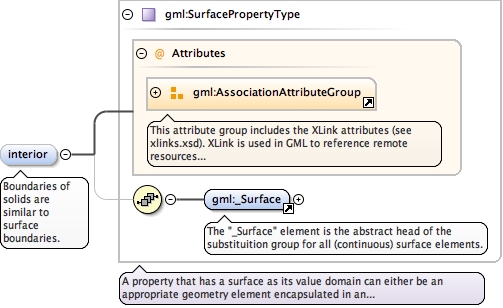 gml:SurfacePropertyType
@ Attributes
gml:AssociationAttributeGroup
This attribute group includes the XLink attributes (see
xlinks.xsd). XLink is used in GML to reference remote
resources...
interior
Boundaries of
solids are
similar to
surface
boundaries.
gml:_Surface
The "_Surface" element is the abstract head of the
substituition group for all (continuous) surface elements.
A property that has a surface as its value domain can either be an
appropriate geometry element encapsulated in an...